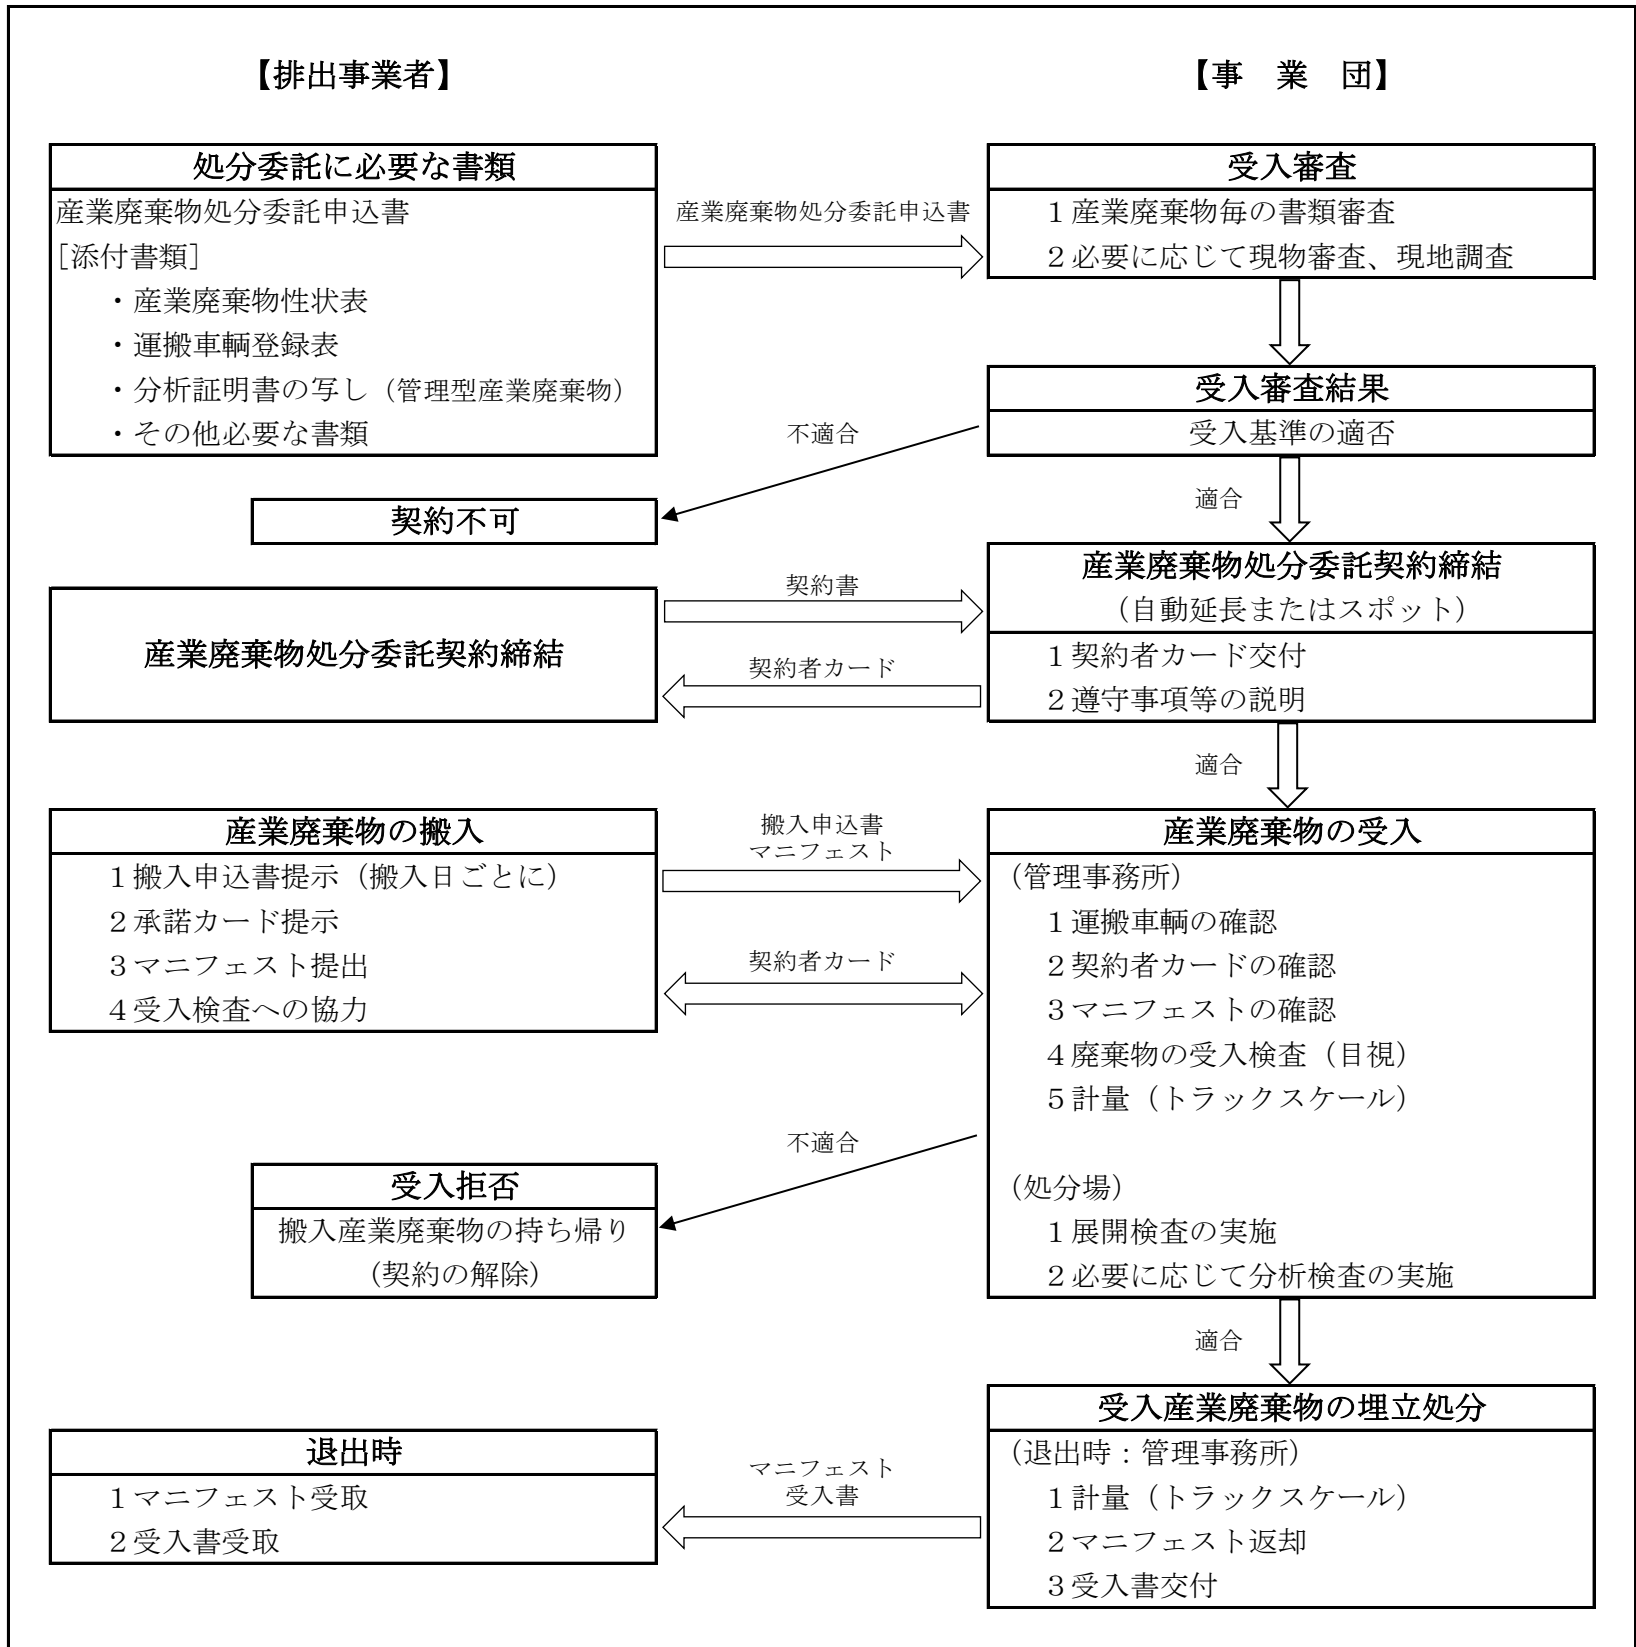 【排出事業者】
【事　業　団】
処分委託に必要な書類
産業廃棄物処分委託申込書
［添付書類］
・産業廃棄物性状表
・運搬車輌登録表
・分析証明書の写し（管理型産業廃棄物）
・その他必要な書類
産業廃棄物処分委託申込書
受入審査
１産業廃棄物毎の書類審査
２必要に応じて現物審査、現地調査
受入審査結果
受入基準の適否
不適合
契約不可
適合
産業廃棄物処分委託契約締結
（自動延長またはスポット）
１契約者カード交付
２遵守事項等の説明
契約書
契約者カード
産業廃棄物処分委託契約締結
適合
産業廃棄物の搬入
１搬入申込書提示（搬入日ごとに）
２承諾カード提示
３マニフェスト提出
４受入検査への協力
搬入申込書
マニフェスト
契約者カード
産業廃棄物の受入
（管理事務所）
１運搬車輌の確認
２契約者カードの確認
３マニフェストの確認
４廃棄物の受入検査（目視）
５計量（トラックスケール）
（処分場）
１展開検査の実施
２必要に応じて分析検査の実施
不適合
受入拒否
搬入産業廃棄物の持ち帰り
（契約の解除）
適合
受入産業廃棄物の埋立処分
（退出時：管理事務所）
１計量（トラックスケール）
２マニフェスト返却
３受入書交付
マニフェスト
受入書
退出時
１マニフェスト受取
２受入書受取